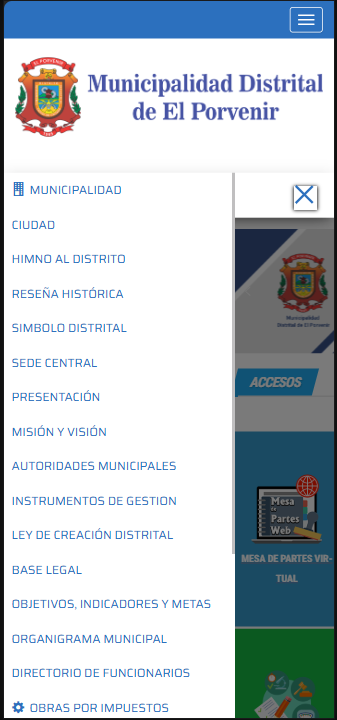 EL PORVENIR
Municipalidad Distrital
de El Porvenir
MUNICIPALIDAD
CIUDAD
HIMNO AL DISTRITO
RESEÑA HISTÓRICA
SIMBOLO DISTRITAL
SEDE CENTRAL
PRESENTACIÓN
MISIÓN Y VISIÓN
AUTORIDADES MUNICIPALES
INSTRUMENTOS DE GESTION
LEY DE CREACIÓN DISTRITAL
BASE LEGAL
OBJETIVOS, INDICADORES Y METAS
ORGANIGRAMA MUNICIPAL
DIRECTORIO DE FUNCIONARIOS
OBRAS POR IMPUESTOS
Municipalidad
Distrital de El Porvenir
ACCESOS
Mesa
de
Partes
Web
MESA DE PARTES VIR-
TUAL